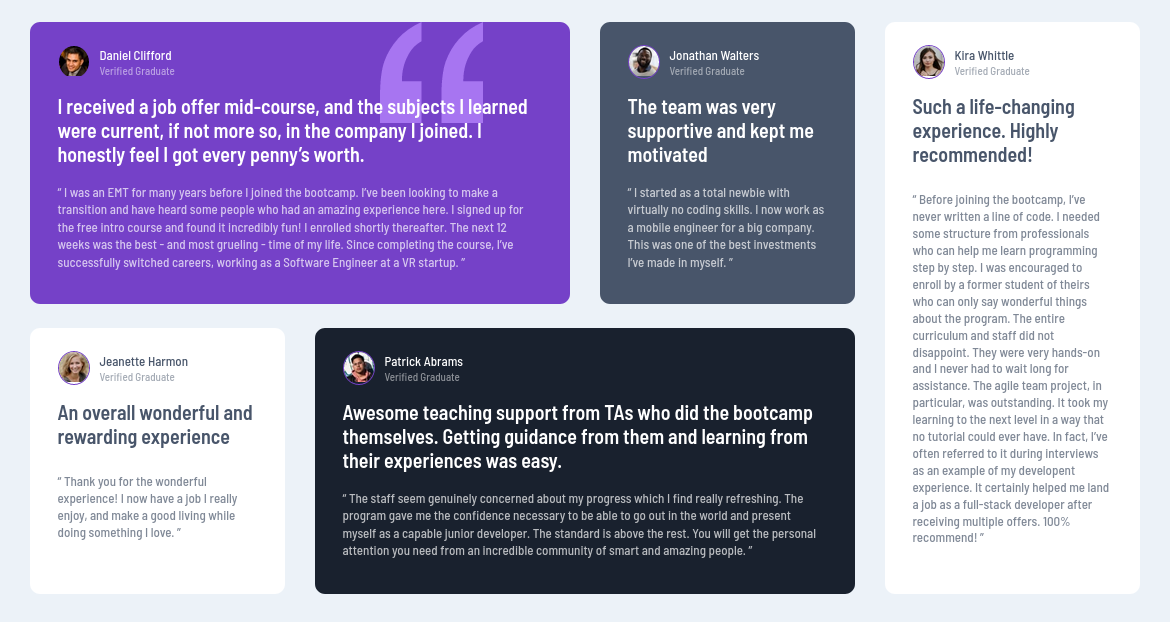 Daniel Clifford
Verified Graduate
I received a job offer mid-course, and the subjects I learned
were current, if not more so, in the company I joined. I
honestly feel I got every penny’s worth.
“ I was an EMT for many years before I joined the bootcamp. I’ve been looking to make a
transition and have heard some people who had an amazing experience here. I signed up for
the free intro course and found it incredibly fun! I enrolled shortly thereafter. The next 12
weeks was the best - and most grueling - time of my life. Since completing the course, I’ve
successfully switched careers, working as a Software Engineer at a VR startup. ”
Jonathan Walters
Verified Graduate
The team was very
supportive and kept me
motivated
“ I started as a total newbie with
virtually no coding skills. I now work as
a mobile engineer for a big company.
This was one of the best investments
I’ve made in myself. ”
Kira Whittle
Verified Graduate
Such a life-changing
experience. Highly
recommended!
“ Before joining the bootcamp, I’ve
never written a line of code. I needed
some structure from professionals
who can help me learn programming
step by step. I was encouraged to
enroll by a former student of theirs
who can only say wonderful things
about the program. The entire
curriculum and staff did not
disappoint. They were very hands-on
and I never had to wait long for
assistance. The agile team project, in
particular, was outstanding. It took my
learning to the next level in a way that
no tutorial could ever have. In fact, I’ve
often referred to it during interviews
as an example of my developent
experience. It certainly helped me land
a job as a full-stack developer after
receiving multiple offers. 100%
recommend! ”
Jeanette Harmon
Verified Graduate
An overall wonderful and
rewarding experience
“ Thank you for the wonderful
experience! I now have a job I really
enjoy, and make a good living while
doing something I love. ”
Patrick Abrams
Verified Graduate
Awesome teaching support from TAs who did the bootcamp
themselves. Getting guidance from them and learning from
their experiences was easy.
“ The staff seem genuinely concerned about my progress which I find really refreshing. The
program gave me the confidence necessary to be able to go out in the world and present
myself as a capable junior developer. The standard is above the rest. You will get the personal
attention you need from an incredible community of smart and amazing people. ”